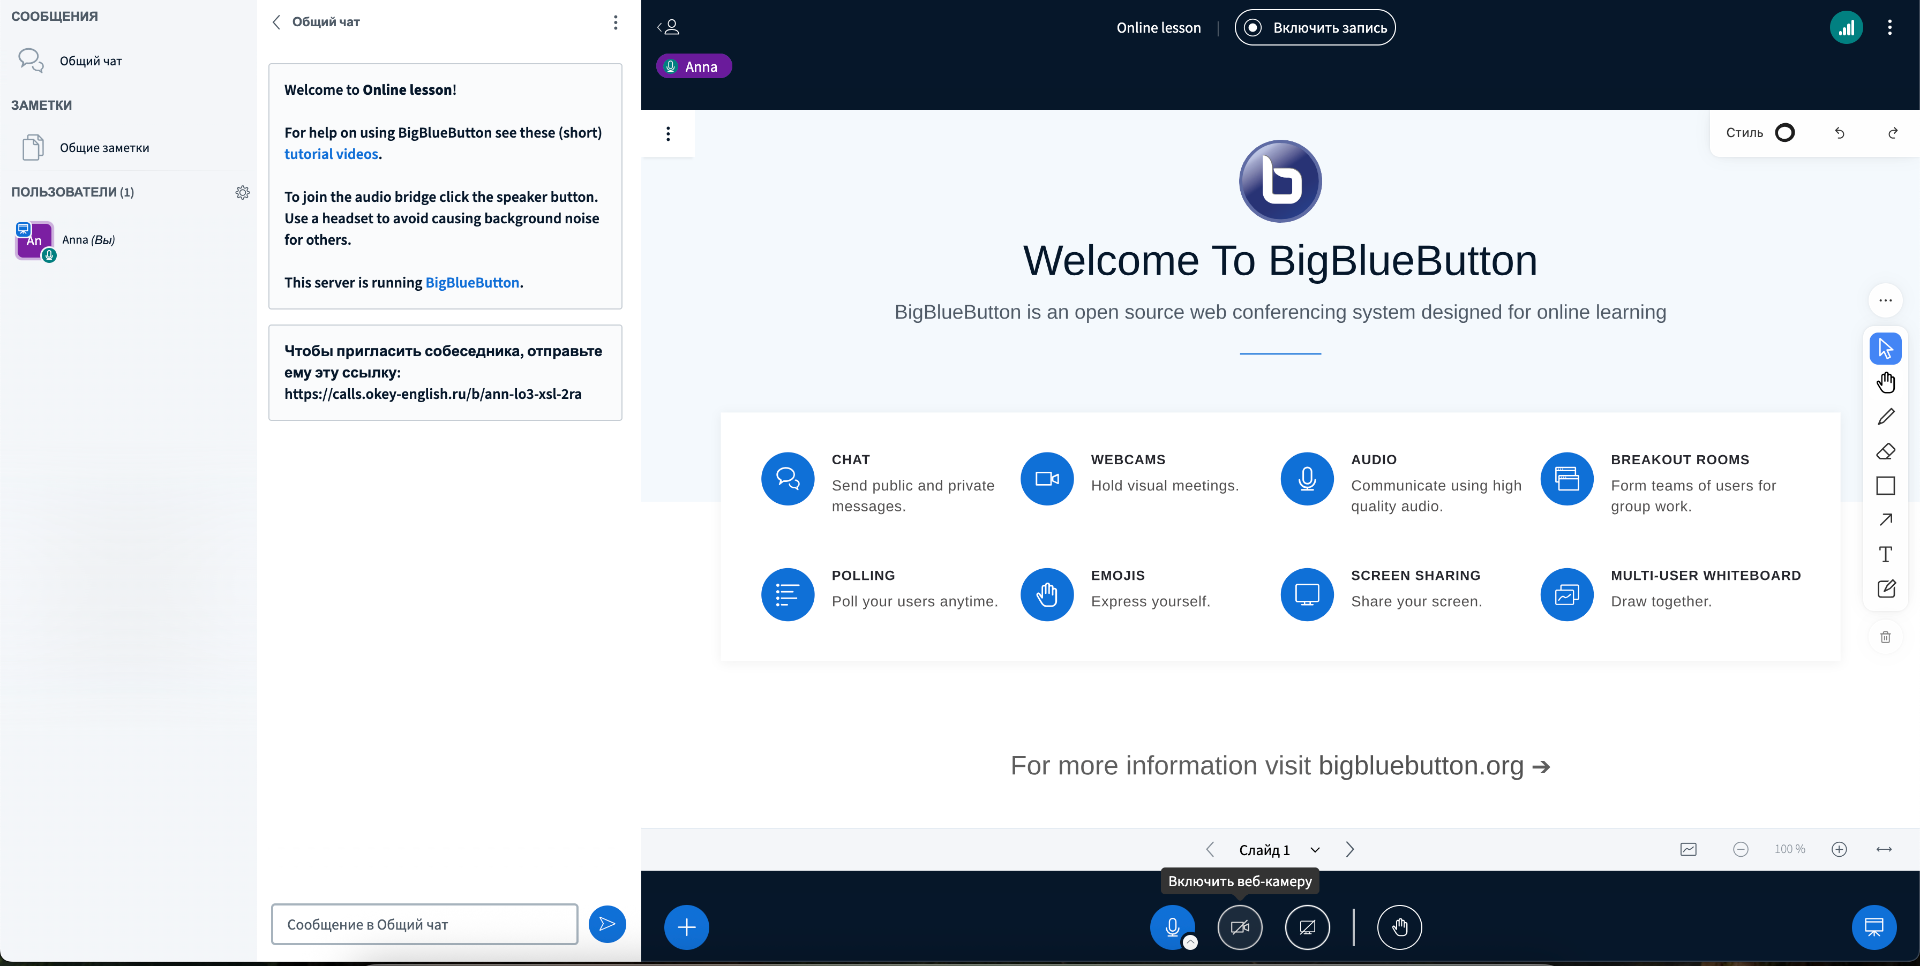 СООБЩЕНИЯ
Общий чат
ЗАМЕТКИ
Общие заметки
ПОЛЬЗОВАТЕЛИ (1)
An
Anna (Вы)
Общий чат
Welcome to Online lesson!
For help on using BigBlueButton see these (short)
tutorial videos.
To join the audio bridge click the speaker button.
Use a headset to avoid causing background noise
for others.
This server is running BigBlueButton.
Чтобы пригласить собеседника, отправьте
ему эту ссылку:
https://calls.okey-english.ru/b/ann-lo3-xsl-2ra
Сообщение в Общий чат
Online lesson
Включить запись
Anna
Стиль
Welcome To BigBlueButton
BigBlueButton is an open source web conferencing system designed for online learning
CHAT
Send public and private
messages.
WEBCAMS
Hold visual meetings.
AUDIO
Communicate using high
quality audio.
BREAKOUT ROOMS
Form teams of users for
group work.
POLLING
Poll your users anytime.
EMOJIS
Express yourself.
SCREEN SHARING
Share your screen.
MULTI-USER WHITEBOARD
Draw together.
For more information visit bigbluebutton.org →
Слайд 1
100 %
Включить веб-камеру